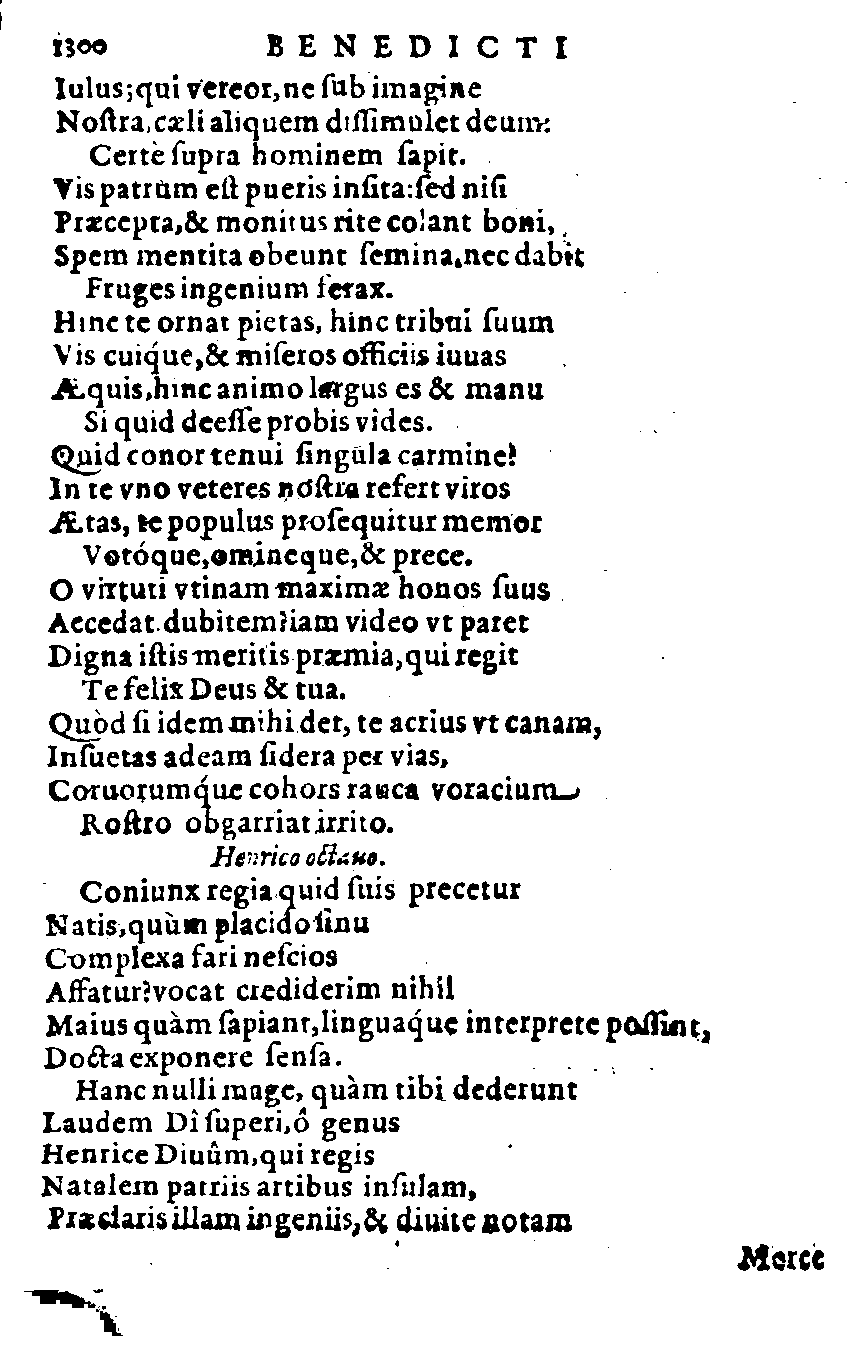 1300 BENEDICTI
Iulus;qui vereor,ne ſub imagine
Noſtra,cæli aliquem diſſimulet deum:
Certè ſupra hominem ſapit.
Vis patrùm eſt pueris inſita:ſed niſi
Præcepta,& monitus rite colant boni,
Spem mentita obeunt ſemina,nec dabit
Fruges ingenium ferax.
Hinc te ornat pietas, hinc tribui ſuum
Vis cuíque,& miſeros officiis iuuas
Æquis,hinc animo largus es & manu
Si quid deeſſe probis vides.
Quid conor tenui ſingula carmine?
In te vno veteres noſtra refert viros
Ætas, te populus proſequitur memor
Votóque,omineque,& prece.
O virtuti vtinam maximæ honos ſuus
Accedat.dubitem?iam video vt paret
Digna iſtis meritis præmia,qui regit
Te felix Deus & tua.
Quòd ſi idem mihi det, te acrius vt canam,
Inſuetas adeam ſidera per vias,
Coruorumq́ue cohors rauca voracium
Roſtro obgarriat irrito.
Henrico octauo.
Coniunx regia quid ſuis precetur
Natis,quùm placido ſinu
Complexa fari neſcios
Affatur?vocat crediderim nihil
Maius quàm ſapiant,linguaq́ue interprete poſſint,
Docta exponere ſenſa.
Hanc nulli mage, quàm tibi dederunt
Laudem Dî ſuperi,ô genus
Henrice Diuûm,qui regis
Natalem patriis artibus inſulam,
Præclaris illam ingeniis,& diuite notam
Merce